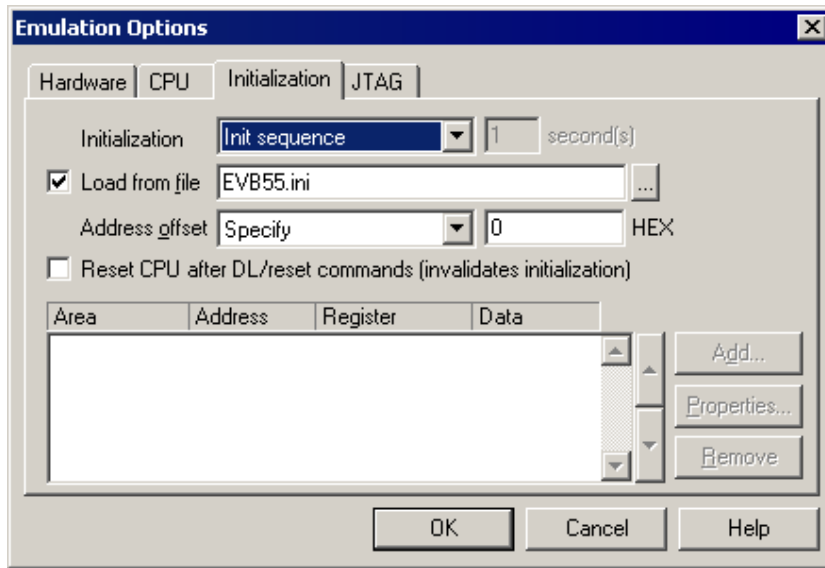 Emulation Options
Hardware CPU Initialization JTAG
Initialization Init sequence 1 second(s)
Load from file EVB55.ini ...
Address offset Specify 0 HEX
Reset CPU after DL/reset commands (invalidates initialization)
Area Address Register Data
Add...
Properties...
Remove
OK Cancel Help